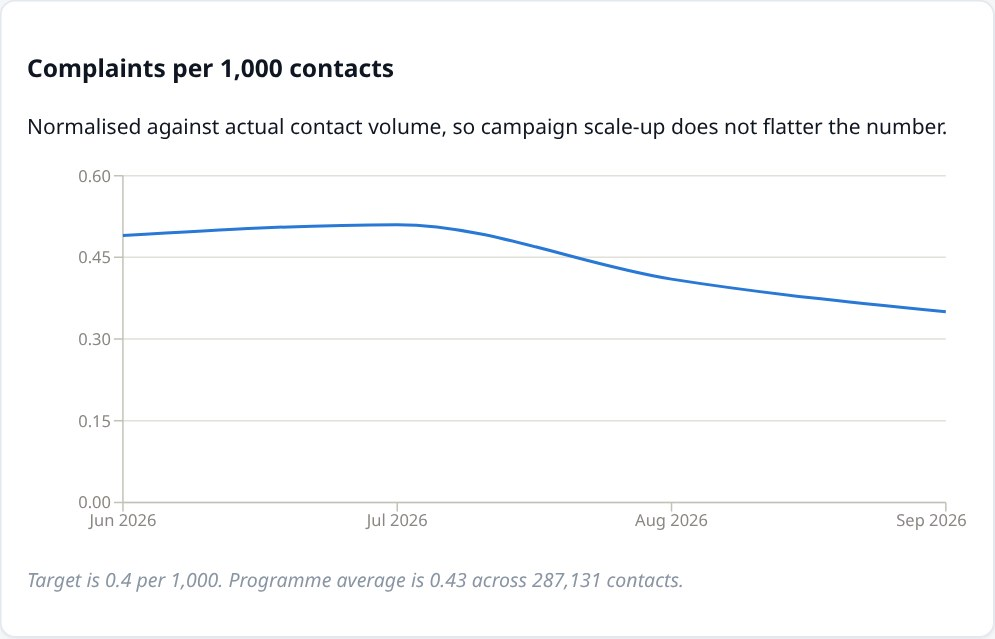 Complaints per 1,000 contacts
Normalised against actual contact volume, so campaign scale-up does not flatter the number.
0.60
0.45
0.30
0.15
0.00
Jun 2026 Jul 2026 Aug 2026 Sep 2026
Target is 0.4 per 1,000. Programme average is 0.43 across 287,131 contacts.